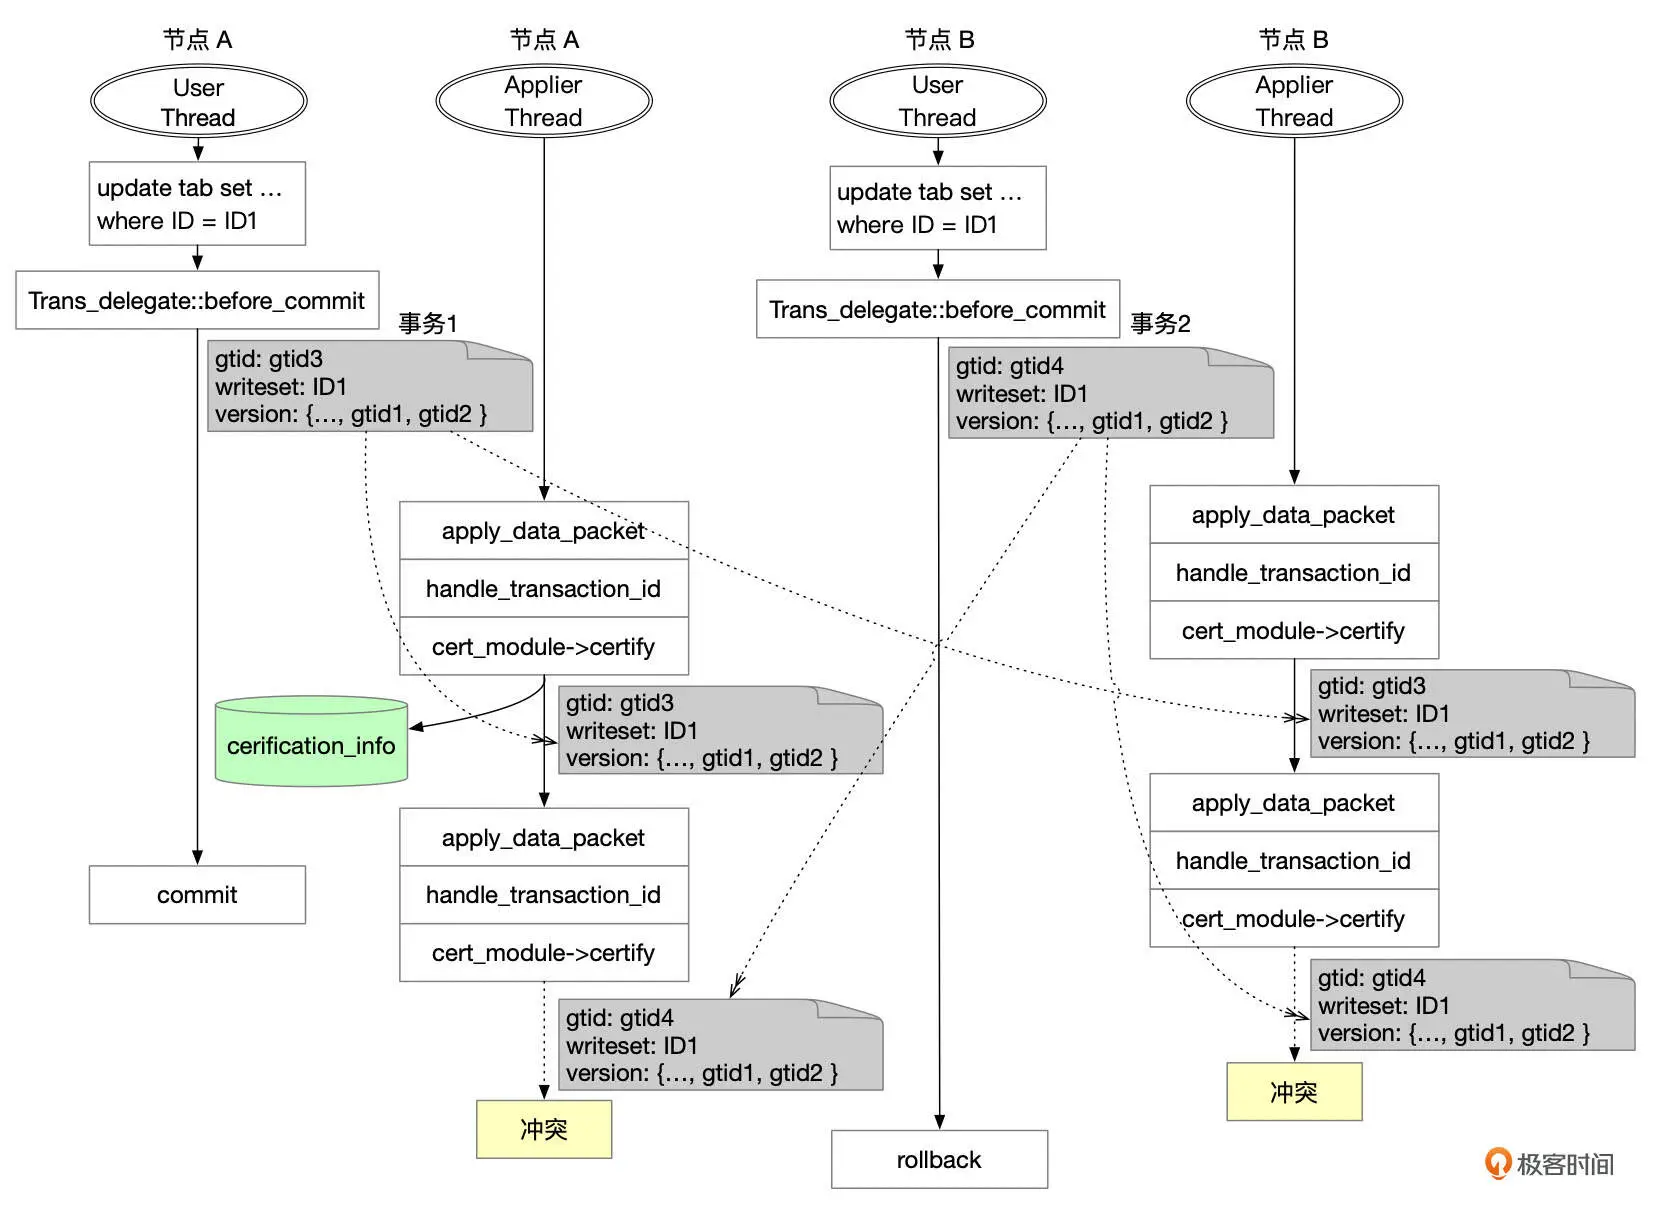 节点 A
User
Thread
update tab set ...
where ID = ID1
Trans_delegate::before_commit
事务1
gtid: gtid3
writeset: ID1
version: {..., gtid1, gtid2 }
commit
节点 A
Applier
Thread
apply_data_packet
handle_transaction_id
cert_module->certify
cerification_info
gtid: gtid3
writeset: ID1
version: {..., gtid1, gtid2 }
apply_data_packet
handle_transaction_id
cert_module->certify
gtid: gtid4
writeset: ID1
version: {..., gtid1, gtid2 }
冲突
节点 B
User
Thread
update tab set ...
where ID = ID1
Trans_delegate::before_commit
事务2
gtid: gtid4
writeset: ID1
version: {..., gtid1, gtid2 }
rollback
节点 B
Applier
Thread
apply_data_packet
handle_transaction_id
cert_module->certify
gtid: gtid3
writeset: ID1
version: {..., gtid1, gtid2 }
apply_data_packet
handle_transaction_id
cert_module->certify
gtid: gtid4
writeset: ID1
version: {..., gtid1, gtid2 }
冲突
极客时间